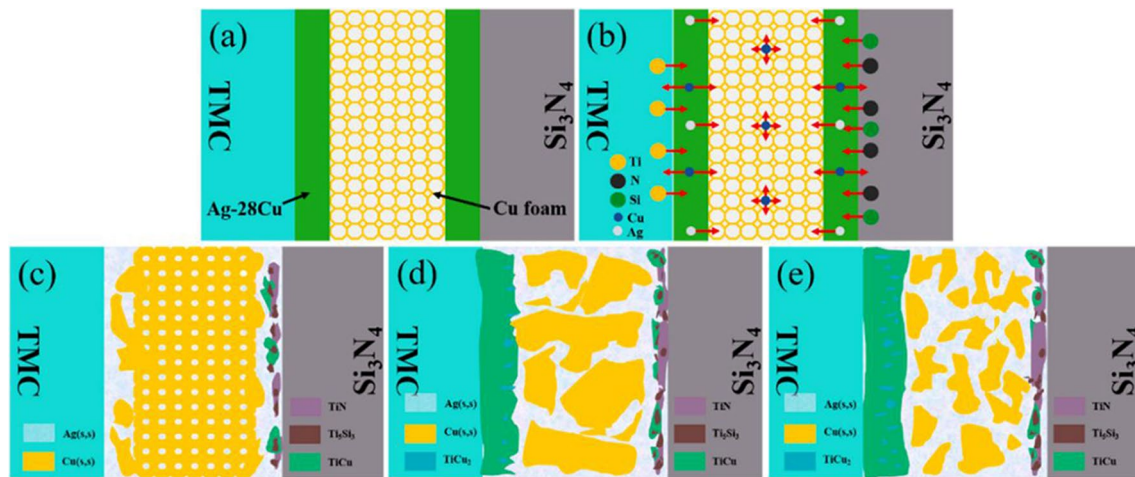 (a)
TMC
Si₃N₄
Ag-28Cu
Cu foam
(b)
TMC
Si₃N₄
Ti
N
Si
Cu
Ag
(c)
TMC
Si₃N₄
Ag(s,s)
Cu(s,s)
TiN
Ti₅Si₃
TiCu
(d)
TMC
Si₃N₄
Ag(s,s)
Cu(s,s)
TiCu₂
TiN
Ti₅Si₃
TiCu
(e)
TMC
Si₃N₄
Ag(s,s)
Cu(s,s)
TiCu₂
TiN
Ti₅Si₃
TiCu